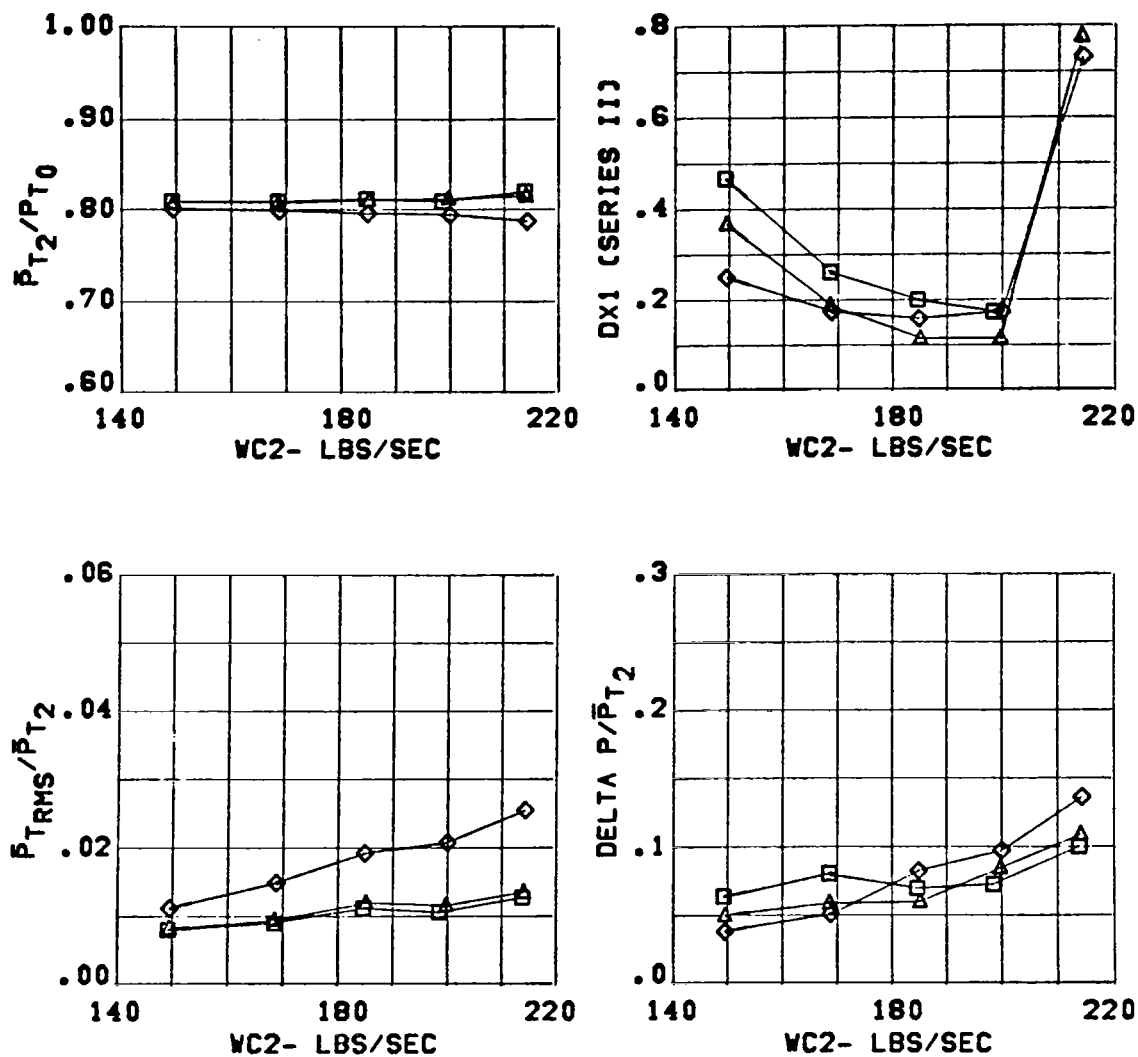 1.00
.90
.80
.70
.60
P̄T2/PT0
140 180 220
WC2- LBS/SEC
.8
.6
.4
.2
.0
DX1 (SERIES II)
140 180 220
WC2- LBS/SEC
.06
.04
.02
.00
P̄TRMS/P̄T2
140 180 220
WC2- LBS/SEC
.3
.2
.1
.0
DELTA P/P̄T2
140 180 220
WC2- LBS/SEC